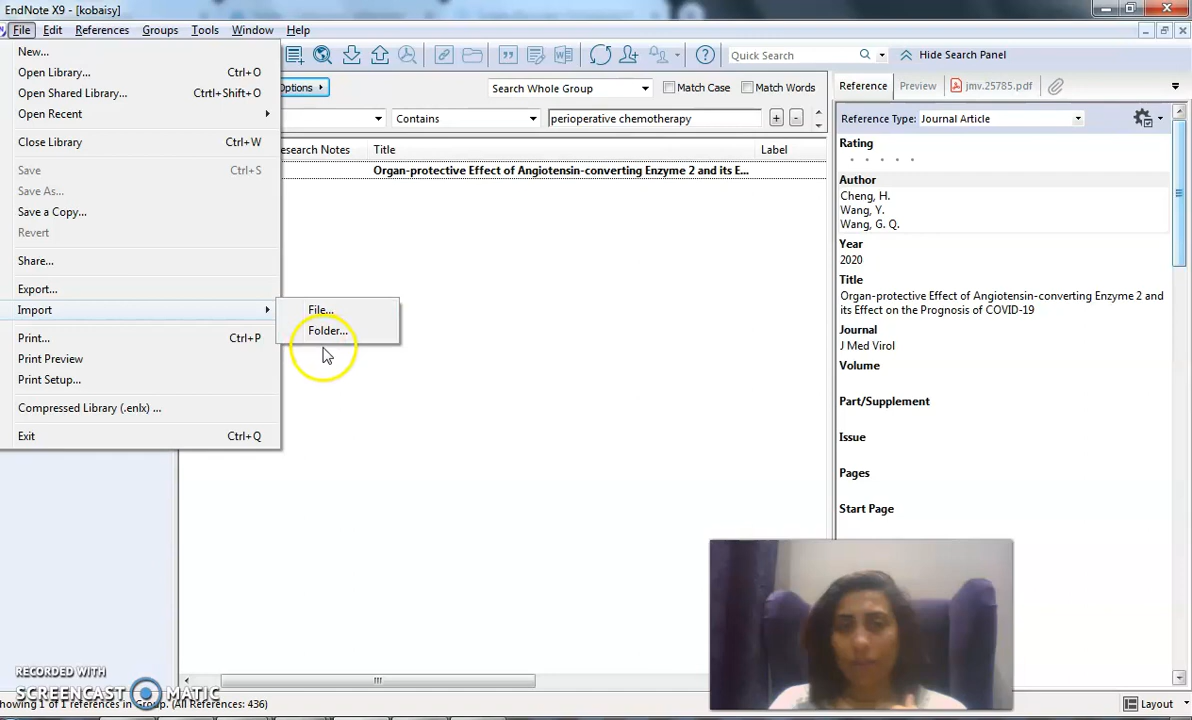 EndNote X9 - [kobaisy]
File Edit References Groups Tools Window Help
New...
Open Library... Ctrl+O
Open Shared Library... Ctrtl+Shift+O
Open Recent
Close Library Ctrl+W
Save Ctrl+S
Save As...
Save a Copy...
Revert
Share...
Export...
Import
Print... Ctrl+P
Print Preview
Print Setup...
Compressed Library (.enlx) ...
Exit Ctrl+Q
File...
Folder...
Quick Search
Hide Search Panel
Options
Search Whole Group
Match Case
Match Words
Contains
perioperative chemotherapy
esearch Notes Title Label
Organ-protective Effect of Angiotensin-converting Enzyme 2 and its E...
Reference Preview jmv.25785.pdf
Reference Type: Journal Article
Rating
Author
Cheng, H.
Wang, Y.
Wang, G. Q.
Year
2020
Title
Organ-protective Effect of Angiotensin-converting Enzyme 2 and
its Effect on the Prognosis of COVID-19
Journal
J Med Virol
Volume
Part/Supplement
Issue
Pages
Start Page
RECORDED WITH
SCREENCAST MATIC
howing 1 of 1 references in Group. (All References: 436)
Layout